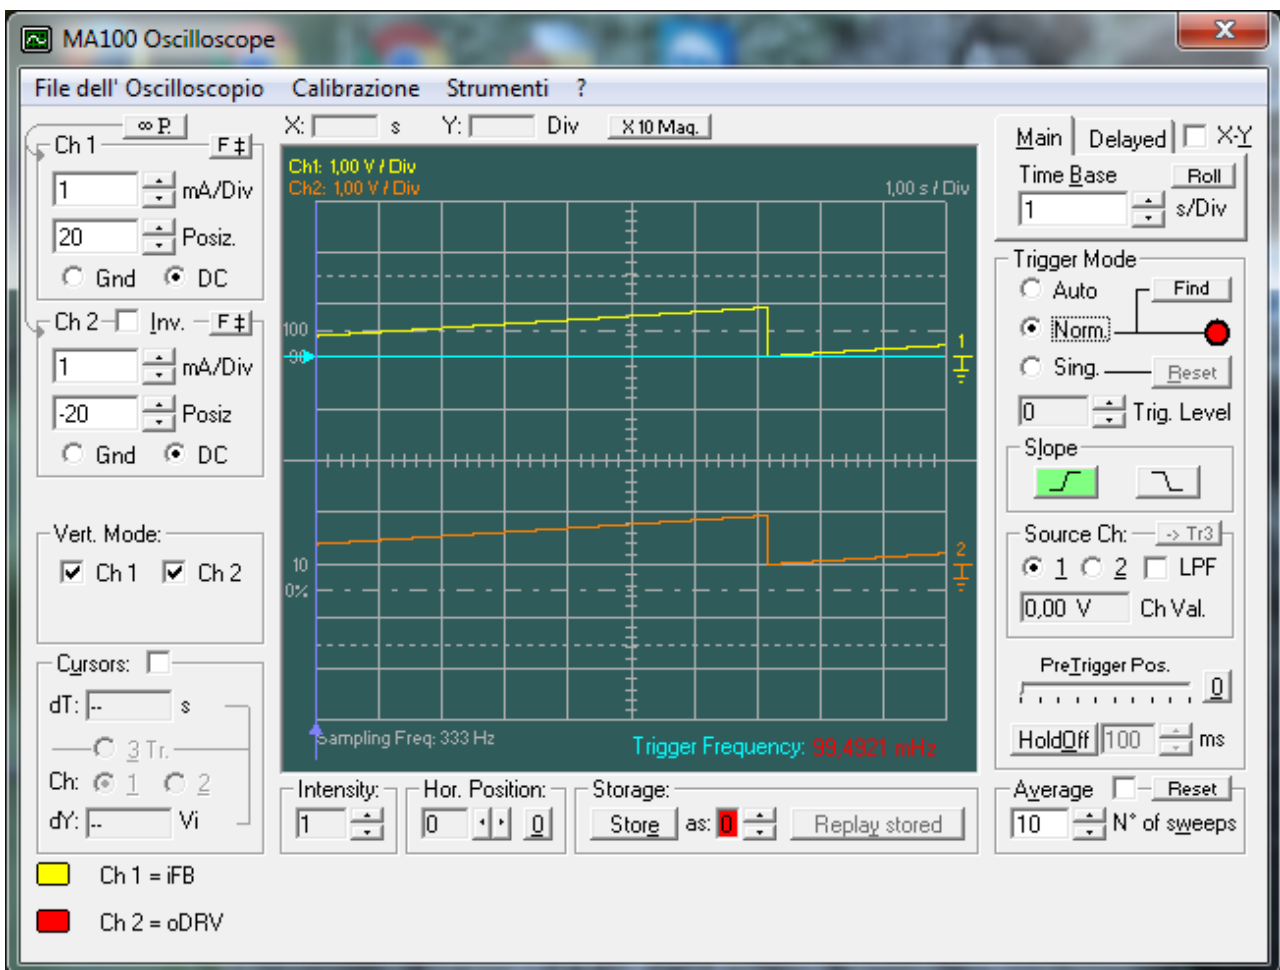 MA100 Oscilloscope
X
File dell' Oscilloscopio Calibrazione Strumenti ?
∞ P.
Ch 1
F ‡
1 mA/Div
20 Posiz.
Gnd DC
Ch 2 Inv. F ‡
1 mA/Div
-20 Posiz
Gnd DC
Vert. Mode:
Ch 1 Ch 2
Cursors:
dT: -- s
3 Tr.
Ch: 1 2
dY: -- Vi
X: s Y: Div X 10 Mag.
Ch1: 1,00 V / Div
Ch2: 1,00 V / Div
1,00 s / Div
100
90
1
2
10
0%
Sampling Freq: 333 Hz
Trigger Frequency: 99,4921 mHz
Intensity:
1
Hor. Position:
0 0
Storage:
Store as: 0 Replay stored
Main Delayed X-Y
Time Base Roll
1 s/Div
Trigger Mode
Auto Find
Norm.
Sing. Reset
0 Trig. Level
Slope
Source Ch: -> Tr3
1 2 LPF
0,00 V Ch Val.
PreTrigger Pos.
0
HoldOff 100 ms
Average Reset
10 N° of sweeps
Ch 1 = iFB
Ch 2 = oDRV